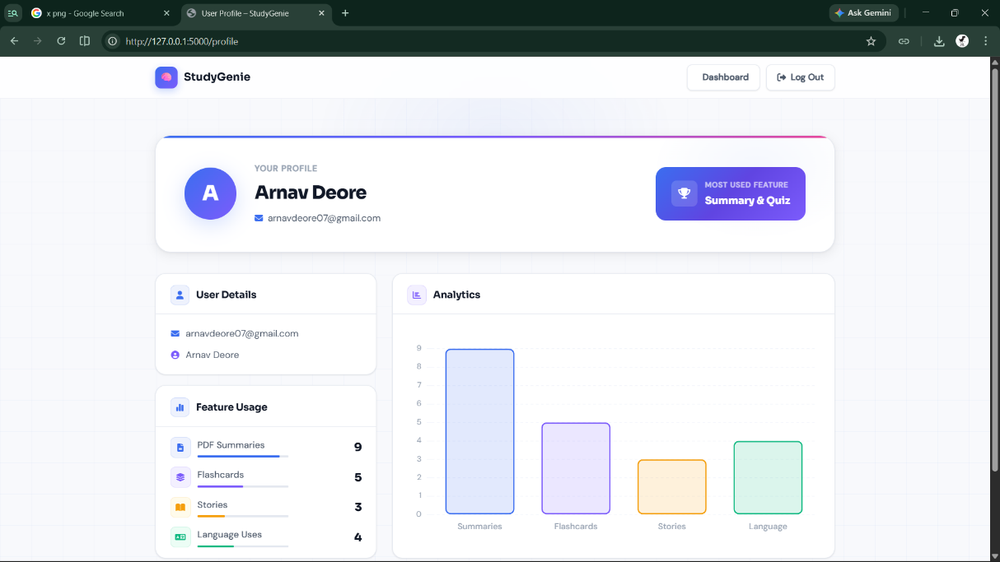 x png - Google Search
User Profile – StudyGenie
Ask Gemini
http://127.0.0.1:5000/profile
StudyGenie
Dashboard
Log Out
A
YOUR PROFILE
Arnav Deore
arnavdeore07@gmail.com
MOST USED FEATURE
Summary & Quiz
User Details
arnavdeore07@gmail.com
Arnav Deore
Feature Usage
PDF Summaries 9
Flashcards 5
Stories 3
Language Uses 4
Analytics
9
8
7
6
5
4
3
2
1
0
Summaries Flashcards Stories Language